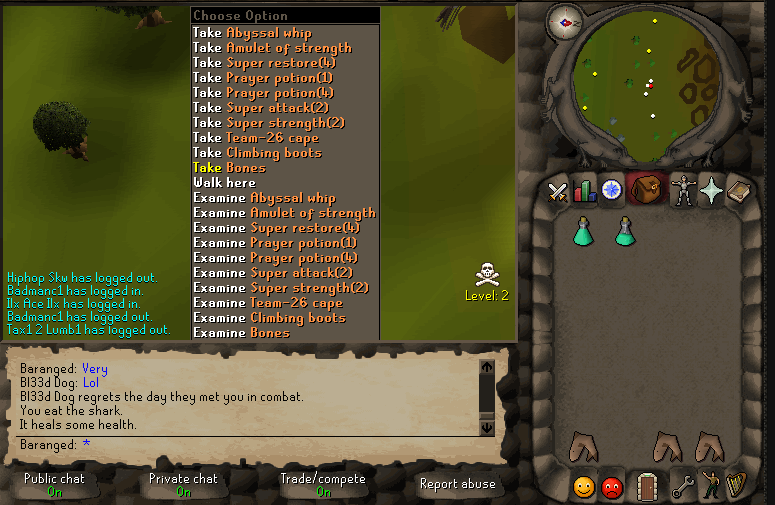 Choose Option
Take Abyssal whip
Take Amulet of strength
Take Super restore(4)
Take Prayer potion(1)
Take Prayer potion(4)
Take Super attack(2)
Take Super strength(2)
Take Team-26 cape
Take Climbing boots
Take Bones
Walk here
Examine Abyssal whip
Examine Amulet of strength
Examine Super restore(4)
Examine Prayer potion(1)
Examine Prayer potion(4)
Examine Super attack(2)
Examine Super strength(2)
Examine Team-26 cape
Examine Climbing boots
Examine Bones
Hiphop Skw has logged out.
Badmanc1 has logged in.
Ilx Ace Ilx has logged in.
Badmanc1 has logged out.
Tax1 2 Lumb1 has logged out.
Level: 2
Baranged: Very
Bl33d Dog: Lol
Bl33d Dog regrets the day they met you in combat.
You eat the shark.
It heals some health.
Baranged: *
Public chat
On
Private chat
On
Trade/compete
On
Report abuse